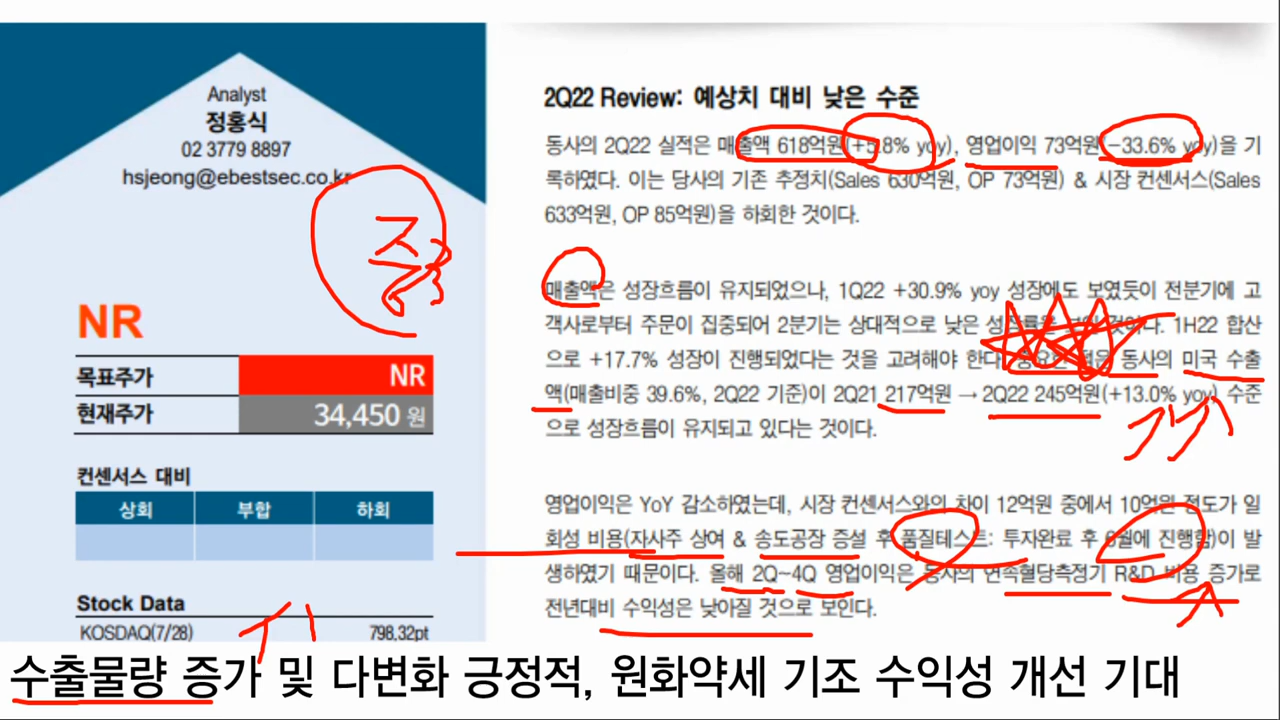 Analyst
정홍식
02 3779 8897
hsjeong@ebestsec.co.kr
NR
목표주가 NR
현재주가 34,450 원
컨센서스 대비
상회 부합 하회
Stock Data
KOSDAQ(7/28) 798.32pt
2Q22 Review: 예상치 대비 낮은 수준
동사의 2Q22 실적은 매출액 618억원(+5.8% yoy), 영업이익 73억원(-33.6% yoy)을 기
록하였다. 이는 당사의 기존 추정치(Sales 630억원, OP 73억원) & 시장 컨센서스(Sales
633억원, OP 85억원)을 하회한 것이다.
매출액은 성장흐름이 유지되었으나, 1Q22 +30.9% yoy 성장에도 보였듯이 전분기에 고
객사로부터 주문이 집중되어 2분기는 상대적으로 낮은 성장률을 보인 것이다. 1H22 합산
으로 +17.7% 성장이 진행되었다는 것을 고려해야 한다. 중요한 점은 동사의 미국 수출
액(매출비중 39.6%, 2Q22 기준)이 2Q21 217억원 → 2Q22 245억원(+13.0% yoy) 수준
으로 성장흐름이 유지되고 있다는 것이다.
영업이익은 YoY 감소하였는데, 시장 컨센서스와의 차이 12억원 중에서 10억원 정도가 일
회성 비용(자사주 상여 & 송도공장 증설 후 품질테스트: 투자완료 후 6월에 진행함)이 발
생하였기 때문이다. 올해 2Q~4Q 영업이익은 동사의 연속혈당측정기 R&D 비용 증가로
전년대비 수익성은 낮아질 것으로 보인다.
수출물량 증가 및 다변화 긍정적, 원화약세 기조 수익성 개선 기대